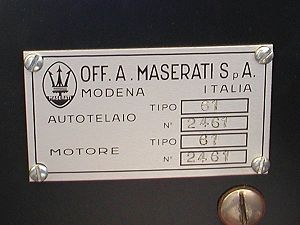 OFF. A. MASERATI S.p.A.
MODENA ITALIA
AUTOTELAIO TIPO 61
N° 2461
MOTORE TIPO 61
N° 2461